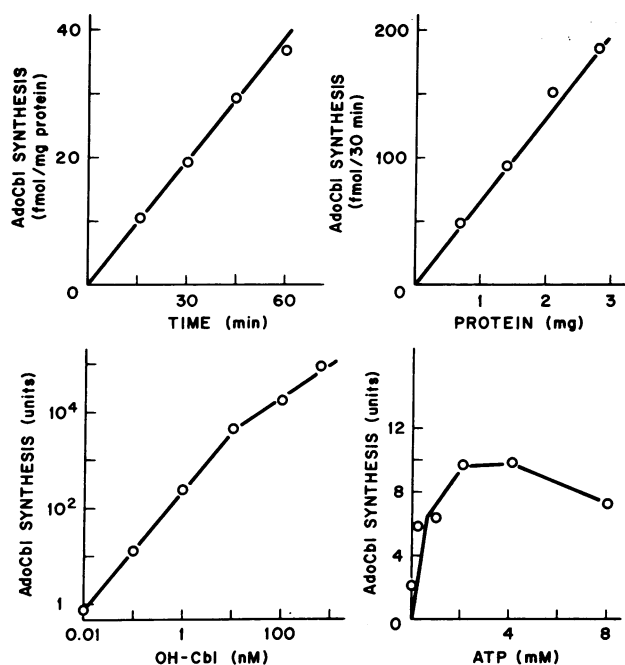 AdoCbl SYNTHESIS
(fmol/mg protein)
40
20
0
30
60
TIME (min)
AdoCbl SYNTHESIS
(fmol/30 min)
200
100
0
1
2
3
PROTEIN (mg)
AdoCbl SYNTHESIS (units)
10^4
10^2
1
0.01
1
100
OH-Cbl (nM)
AdoCbl SYNTHESIS (units)
12
8
4
0
4
8
ATP (mM)